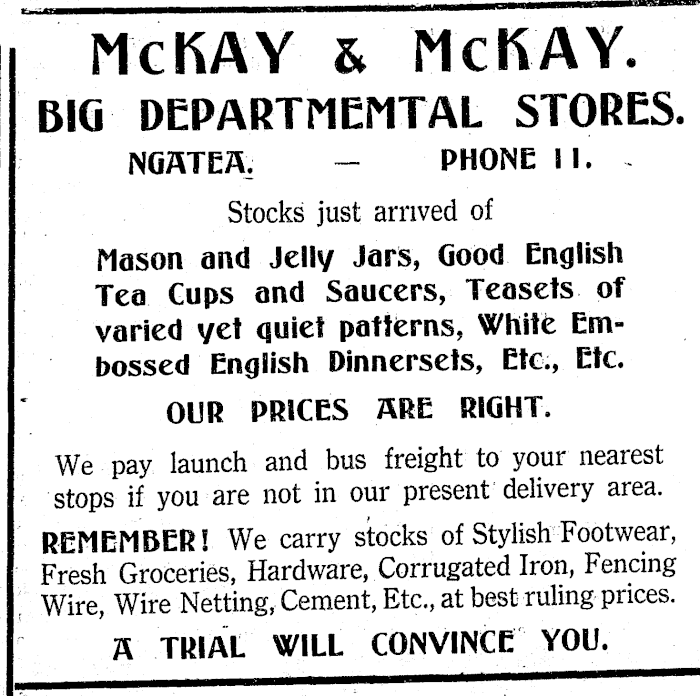 McKAY & McKAY.
BIG DEPARTMEMTAL STORES.
NGATEA. — PHONE 11.
Stocks just arrived of
Mason and Jelly Jars, Good English
Tea Cups and Saucers, Teasets of
varied yet quiet patterns, White Em-
bossed English Dinnersets, Etc., Etc.
OUR PRICES ARE RIGHT.
We pay launch and bus freight to your nearest
stops if you are not in our present delivery area.
REMEMBER! We carry stocks of Stylish Footwear,
Fresh Groceries, Hardware, Corrugated Iron, Fencing
Wire, Wire Netting, Cement, Etc., at best ruling prices.
A TRIAL WILL CONVINCE YOU.